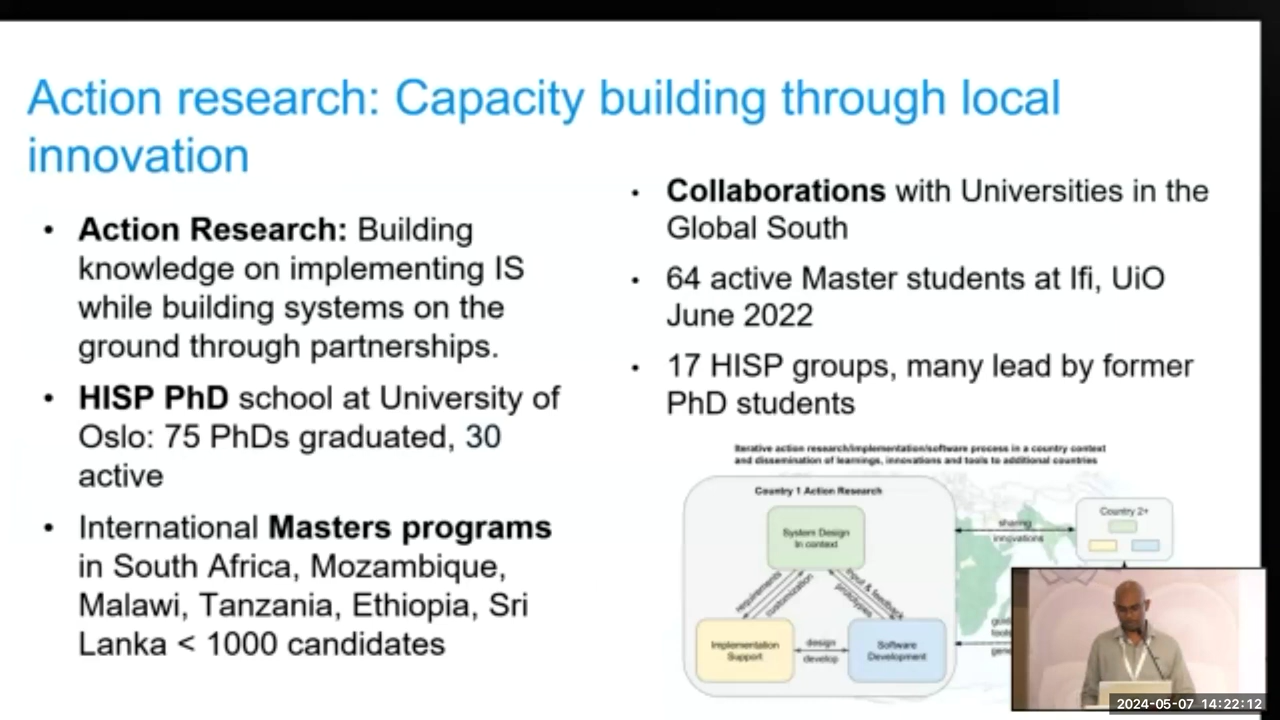 Action research: Capacity building through local
innovation
• Action Research: Building
knowledge on implementing IS
while building systems on the
ground through partnerships.
• HISP PhD school at University of
Oslo: 75 PhDs graduated, 30
active
• International Masters programs
in South Africa, Mozambique,
Malawi, Tanzania, Ethiopia, Sri
Lanka < 1000 candidates
• Collaborations with Universities in the
Global South
• 64 active Master students at Ifi, UiO
June 2022
• 17 HISP groups, many lead by former
PhD students
Iterative action research/implementation/software process in a country context
and dissemination of learnings, innovations and tools to additional countries
Country 1 Action Research
System Design
In context
requirements
customization
input & feedback
prototypes
Implementation
Support
design
develop
Software
Development
sharing
innovations
Country 2+
2024-05-07 14:22:12